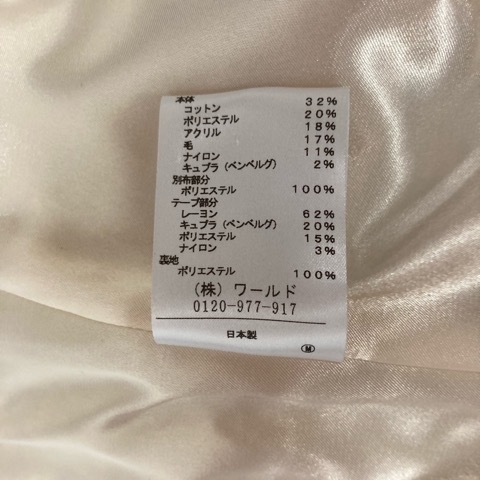 本体
コットン 32%
ポリエステル 20%
アクリル 18%
毛 17%
ナイロン 11%
キュプラ(ベンベルグ) 2%
別布部分
ポリエステル 100%
テープ部分
レーヨン 62%
キュプラ(ベンベルグ) 20%
ポリエステル 15%
ナイロン 3%
裏地
ポリエステル 100%
(株)ワールド
0120-977-917
日本製
M